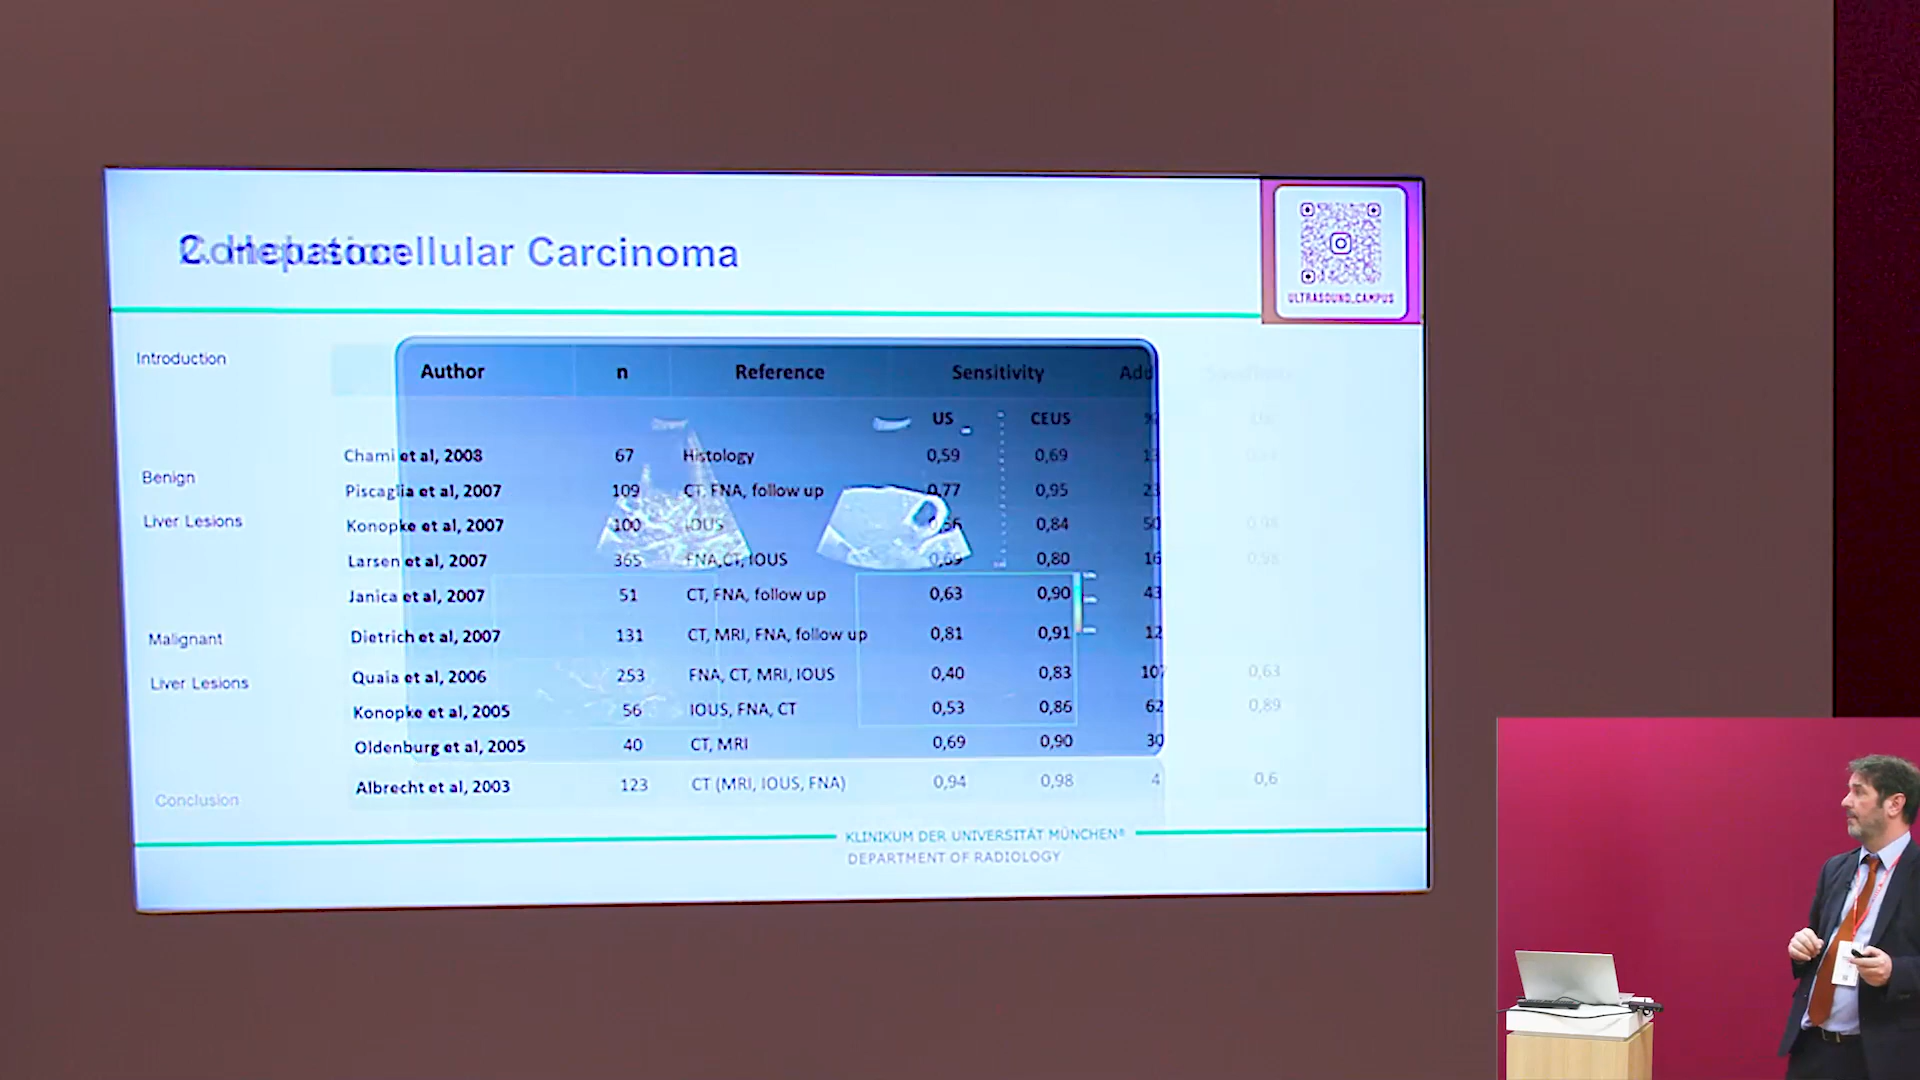 2. Hepatocellular Carcinoma
ULTRASOUND_CAMPUS
Introduction
Benign
Liver Lesions
Malignant
Liver Lesions
Conclusion
Author n Reference Sensitivity Add
US CEUS %
Chami et al, 2008 67 Histology 0,59 0,69 13
Piscaglia et al, 2007 109 CT, FNA, follow up 0,77 0,95 23
Konopke et al, 2007 100 IOUS 0,56 0,84 50 0,98
Larsen et al, 2007 365 FNA,CT, IOUS 0,69 0,80 16 0,98
Janica et al, 2007 51 CT, FNA, follow up 0,63 0,90 43
Dietrich et al, 2007 131 CT, MRI, FNA, follow up 0,81 0,91 12
Quaia et al, 2006 253 FNA, CT, MRI, IOUS 0,40 0,83 107 0,63
Konopke et al, 2005 56 IOUS, FNA, CT 0,53 0,86 62 0,89
Oldenburg et al, 2005 40 CT, MRI 0,69 0,90 30
Albrecht et al, 2003 123 CT (MRI, IOUS, FNA) 0,94 0,98 4 0,6
KLINIKUM DER UNIVERSITÄT MÜNCHEN®
DEPARTMENT OF RADIOLOGY